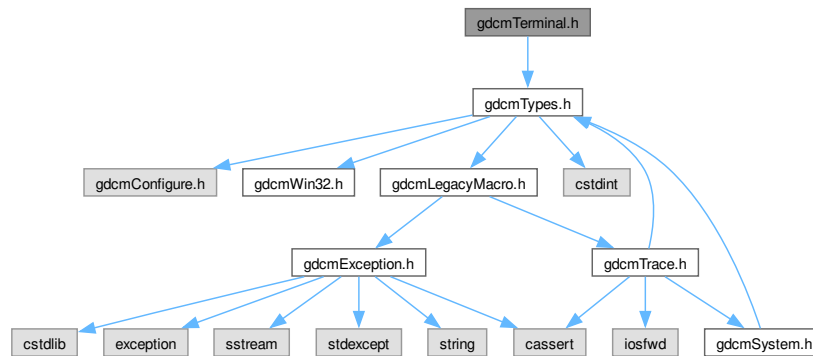 gdcmTerminal.h
gdcmTypes.h
gdcmConfigure.h
gdcmWin32.h
gdcmLegacyMacro.h
cstdint
gdcmException.h
gdcmTrace.h
cstdlib
exception
sstream
stdexcept
string
cassert
iosfwd
gdcmSystem.h